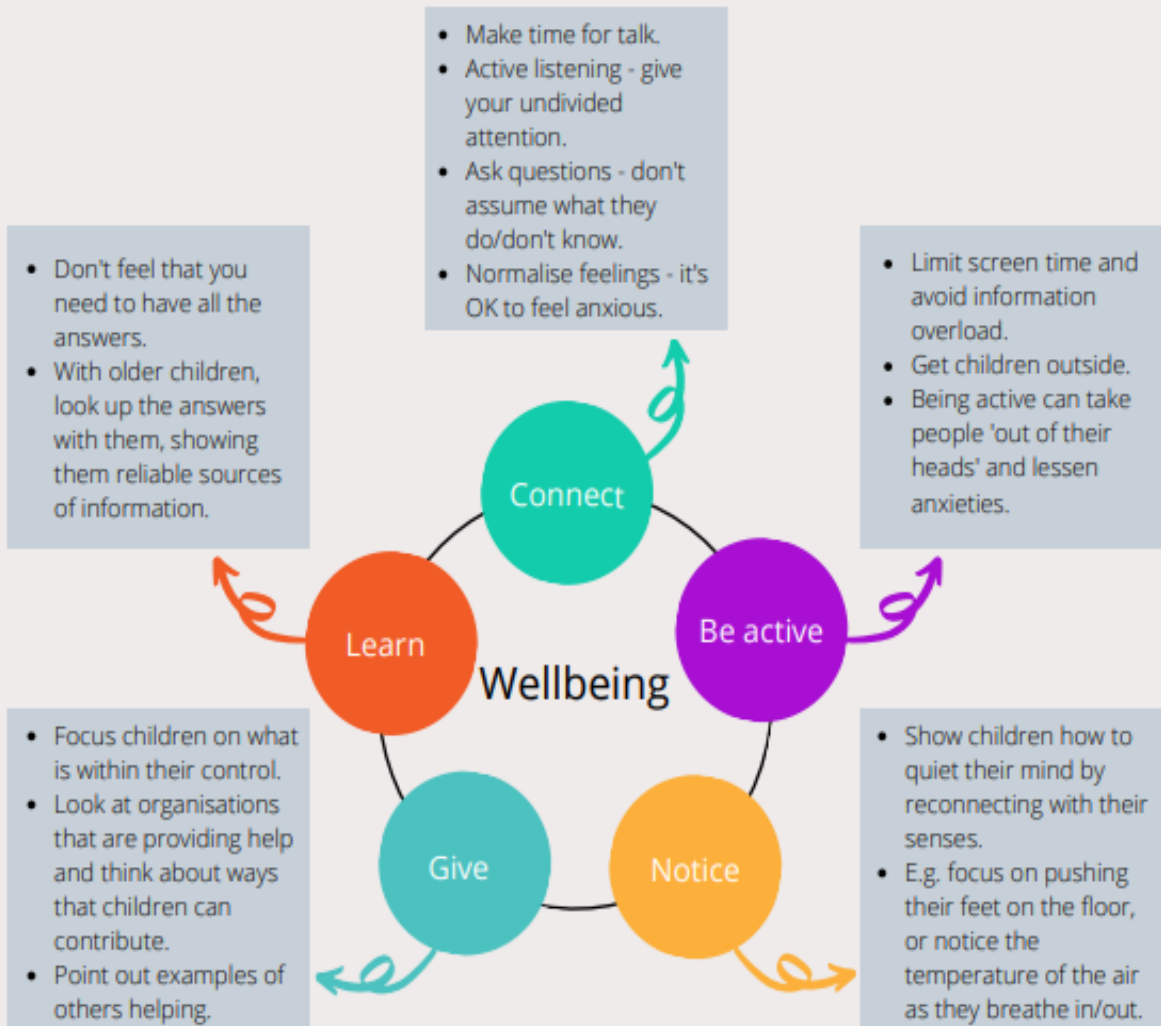 • Make time for talk.
• Active listening - give
your undivided
attention.
• Ask questions - don't
assume what they
do/don't know.
• Normalise feelings - it's
OK to feel anxious.
• Don't feel that you
need to have all the
answers.
• With older children,
look up the answers
with them, showing
them reliable sources
of information.
• Limit screen time and
avoid information
overload.
• Get children outside.
• Being active can take
people 'out of their
heads' and lessen
anxieties.
Connect
Learn
Be active
Wellbeing
Give
Notice
• Focus children on what
is within their control.
• Look at organisations
that are providing help
and think about ways
that children can
contribute.
• Point out examples of
others helping.
• Show children how to
quiet their mind by
reconnecting with their
senses.
• E.g. focus on pushing
their feet on the floor,
or notice the
temperature of the air
as they breathe in/out.